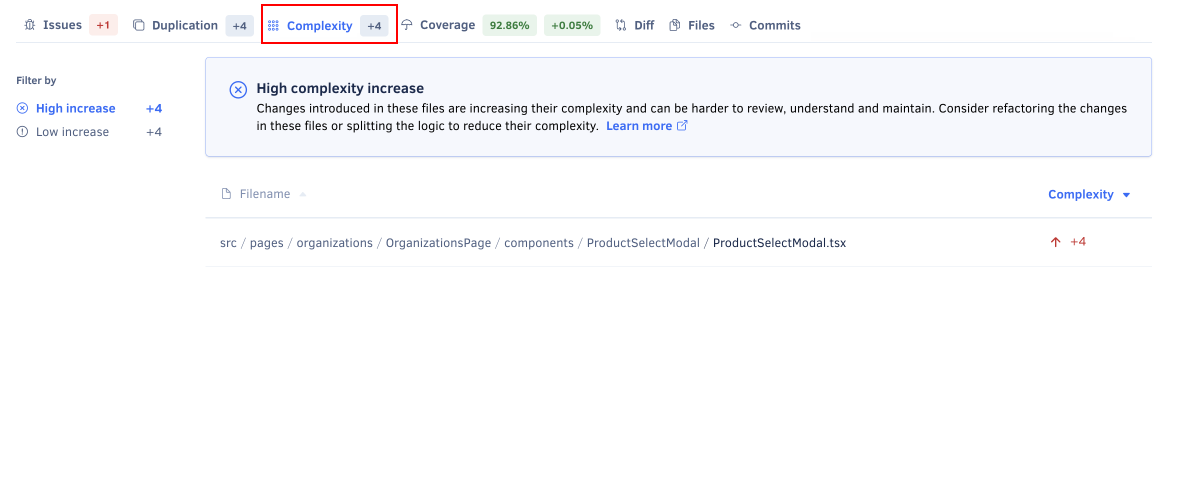 Issues +1 Duplication +4 Complexity +4 Coverage 92.86% +0.05% Diff Files Commits
Filter by
High increase +4
Low increase +4
High complexity increase
Changes introduced in these files are increasing their complexity and can be harder to review, understand and maintain. Consider refactoring the changes
in these files or splitting the logic to reduce their complexity. Learn more
Filename Complexity
src / pages / organizations / OrganizationsPage / components / ProductSelectModal / ProductSelectModal.tsx +4